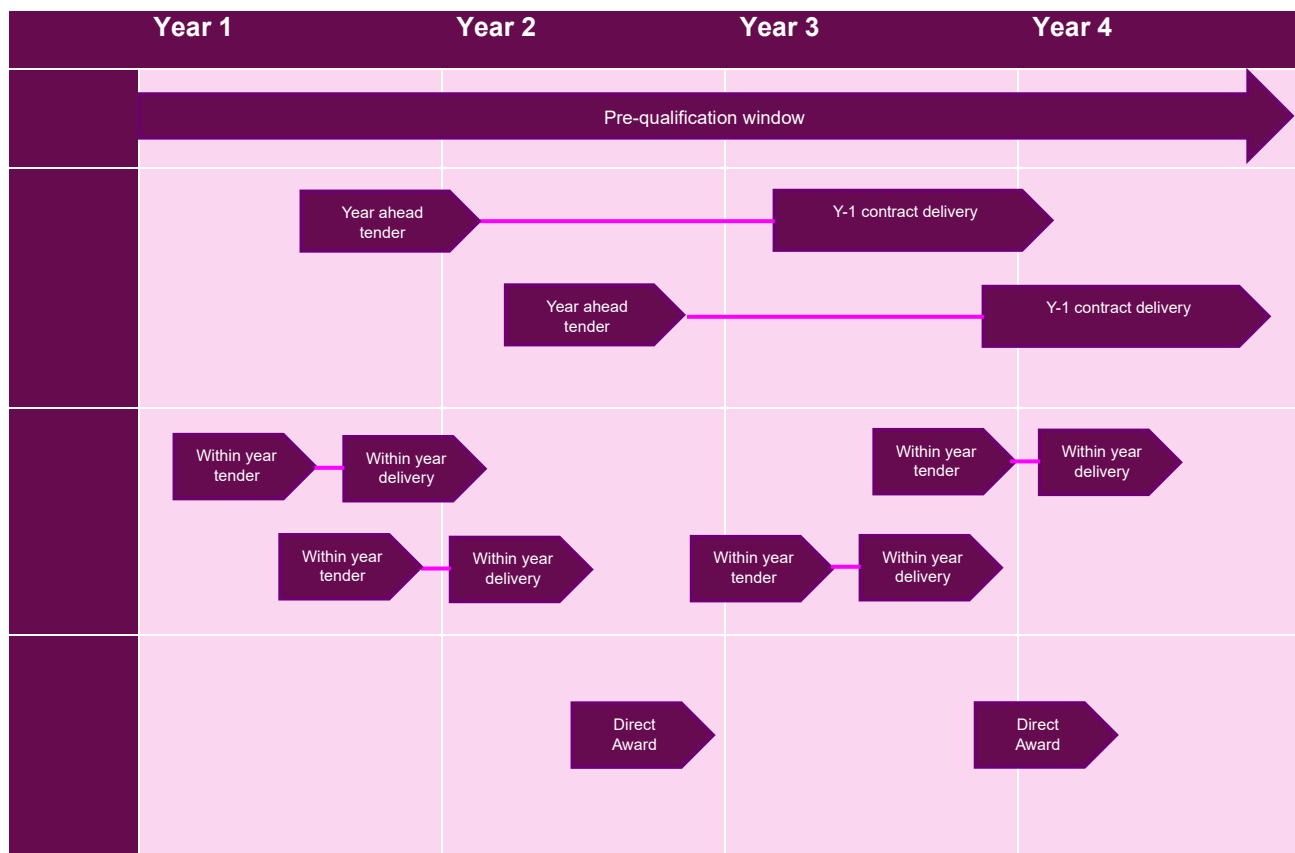 Year 1
Year 2
Year 3
Year 4
Pre-qualification window
Year ahead
tender
Y-1 contract delivery
Year ahead
tender
Y-1 contract delivery
Within year
tender
Within year
delivery
Within year
tender
Within year
delivery
Within year
tender
Within year
delivery
Within year
tender
Within year
delivery
Direct
Award
Direct
Award